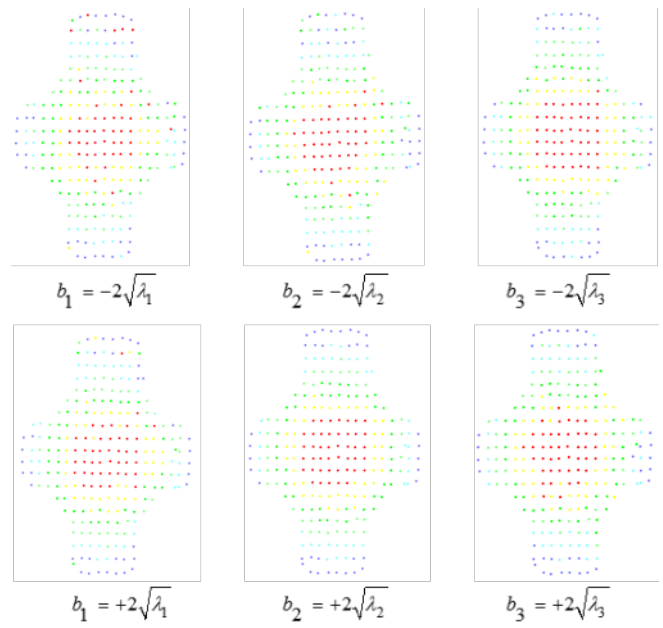 b₁ = −2√λ₁
b₂ = −2√λ₂
b₃ = −2√λ₃
b₁ = +2√λ₁
b₂ = +2√λ₂
b₃ = +2√λ₃